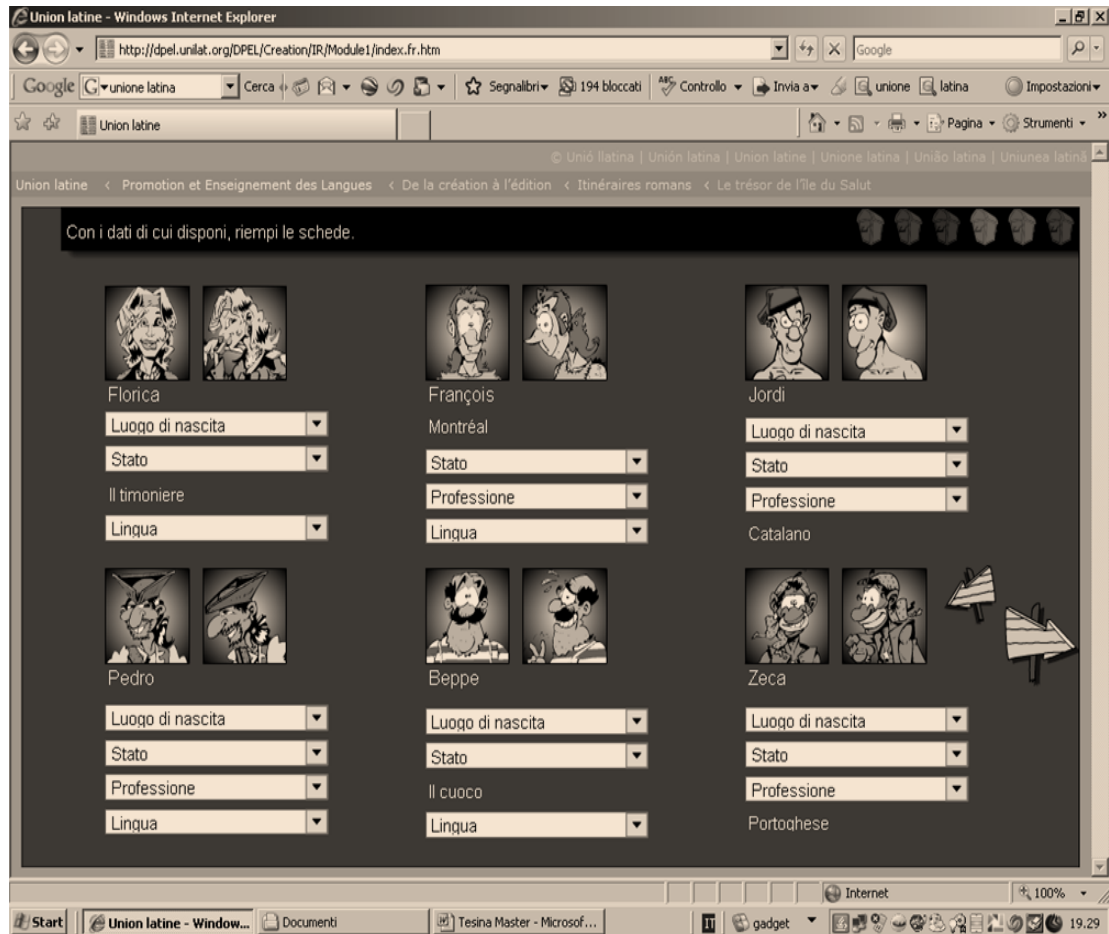 Union latine - Windows Internet Explorer
http://dpel.unilat.org/DPEL/Creation/IR/Module1/index.fr.htm
Google
Google G unione latina Cerca Segnalibri 194 bloccati Controllo Invia a unione latina Impostazioni
Union latine Pagina Strumenti »
© Unió llatina | Unión latina | Union latine | Unione latina | União latina | Uniunea latină
Union latine < Promotion et Enseignement des Langues < De la création à l'édition < Itinéraires romans < Le trésor de l'île du Salut
Con i dati di cui disponi, riempi le schede.
Florica
Luogo di nascita
Stato
Il timoniere
Lingua
François
Montréal
Stato
Professione
Lingua
Jordi
Luogo di nascita
Stato
Professione
Catalano
Pedro
Luogo di nascita
Stato
Professione
Lingua
Beppe
Luogo di nascita
Stato
Il cuoco
Lingua
Zeca
Luogo di nascita
Stato
Professione
Portoghese
Internet 100%
Start Union latine - Window... Documenti Tesina Master - Microsof... IT gadget 19.29